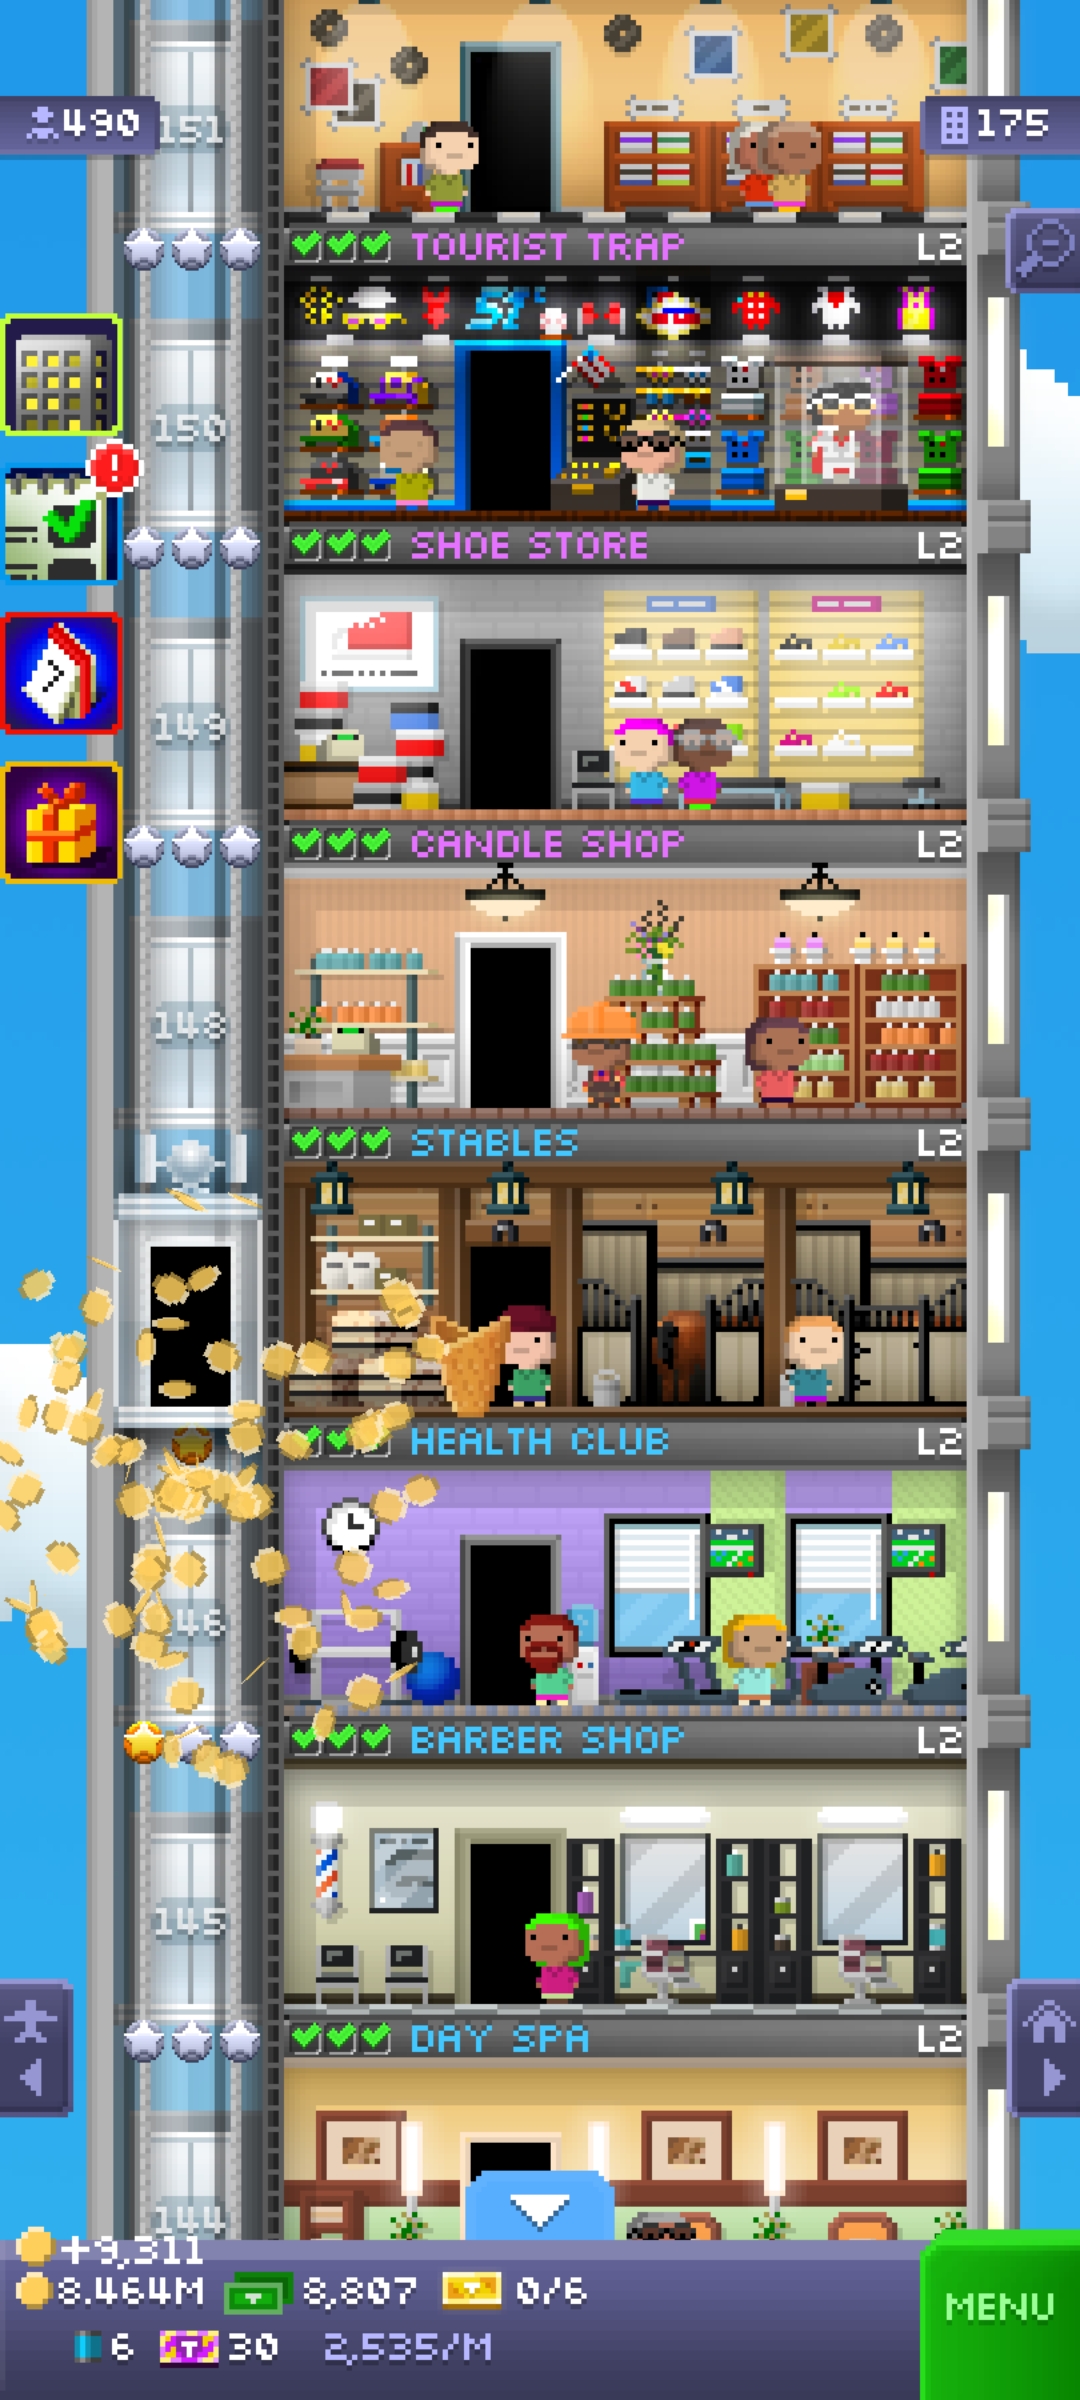 490
151
175
TOURIST TRAP L2
150
SHOE STORE L2
149
7
CANDLE SHOP L2
148
STABLES L2
HEALTH CLUB L2
46
BARBER SHOP L2
145
DAY SPA L2
144
+9,311
8.464M 8,807 0/6
6 T 30 2,535/M
MENU